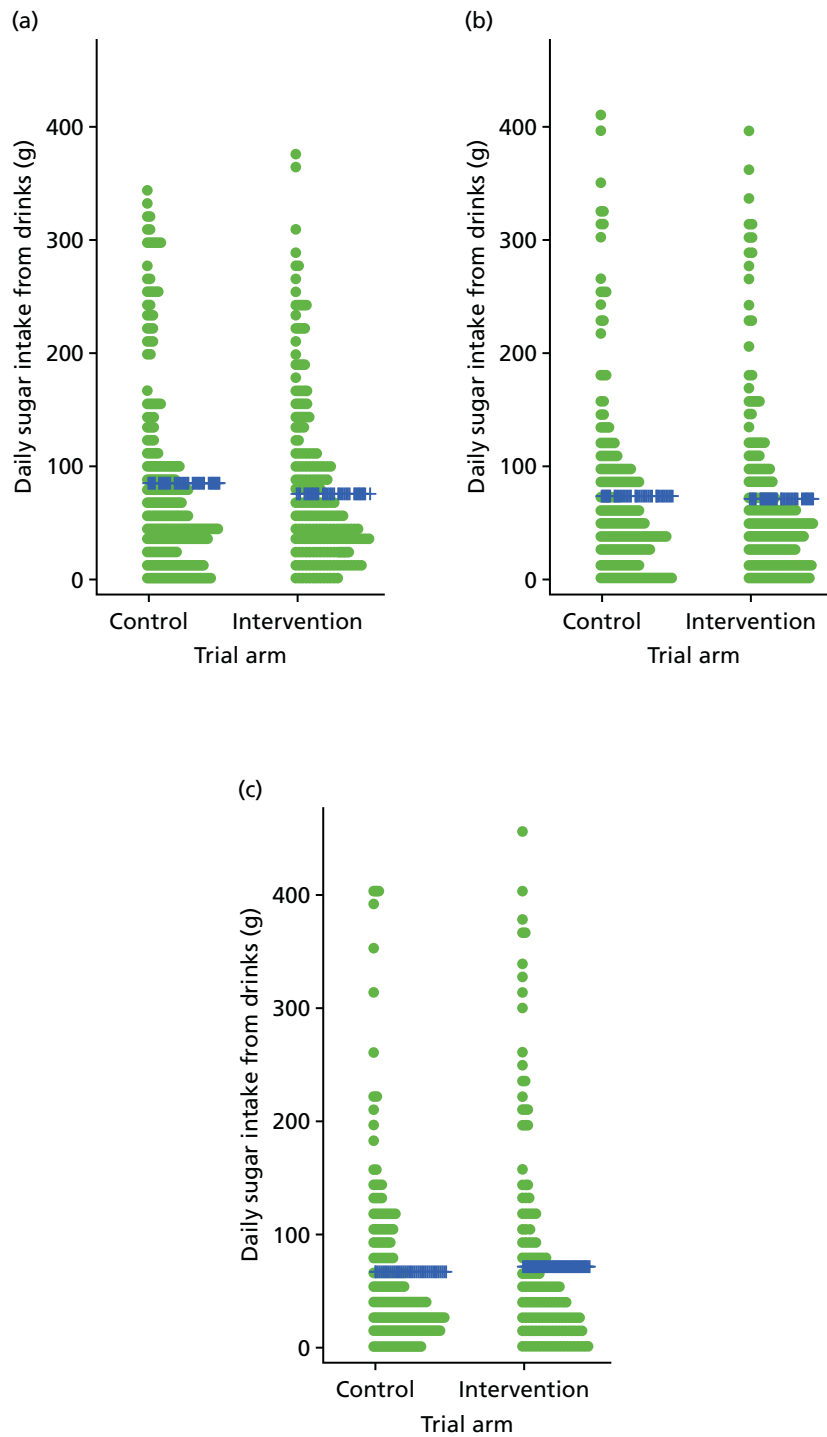 (a)
Daily sugar intake from drinks (g)
400
300
200
100
0
Control Intervention
Trial arm
(b)
Daily sugar intake from drinks (g)
400
300
200
100
0
Control Intervention
Trial arm
(c)
Daily sugar intake from drinks (g)
400
300
200
100
0
Control Intervention
Trial arm